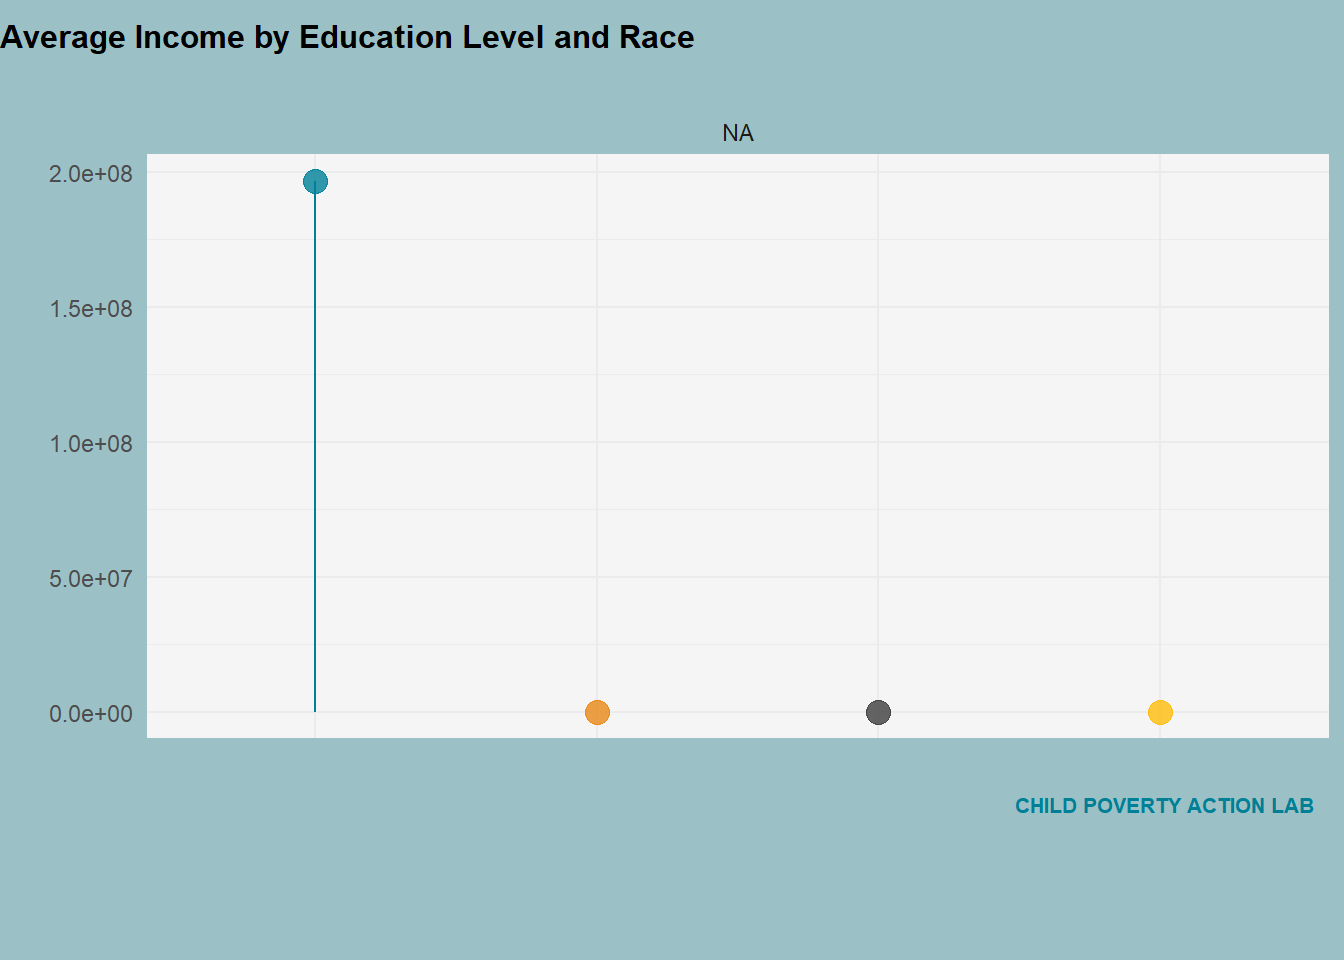 Average Income by Education Level and Race
NA
2.0e+08
1.5e+08
1.0e+08
5.0e+07
0.0e+00
CHILD POVERTY ACTION LAB